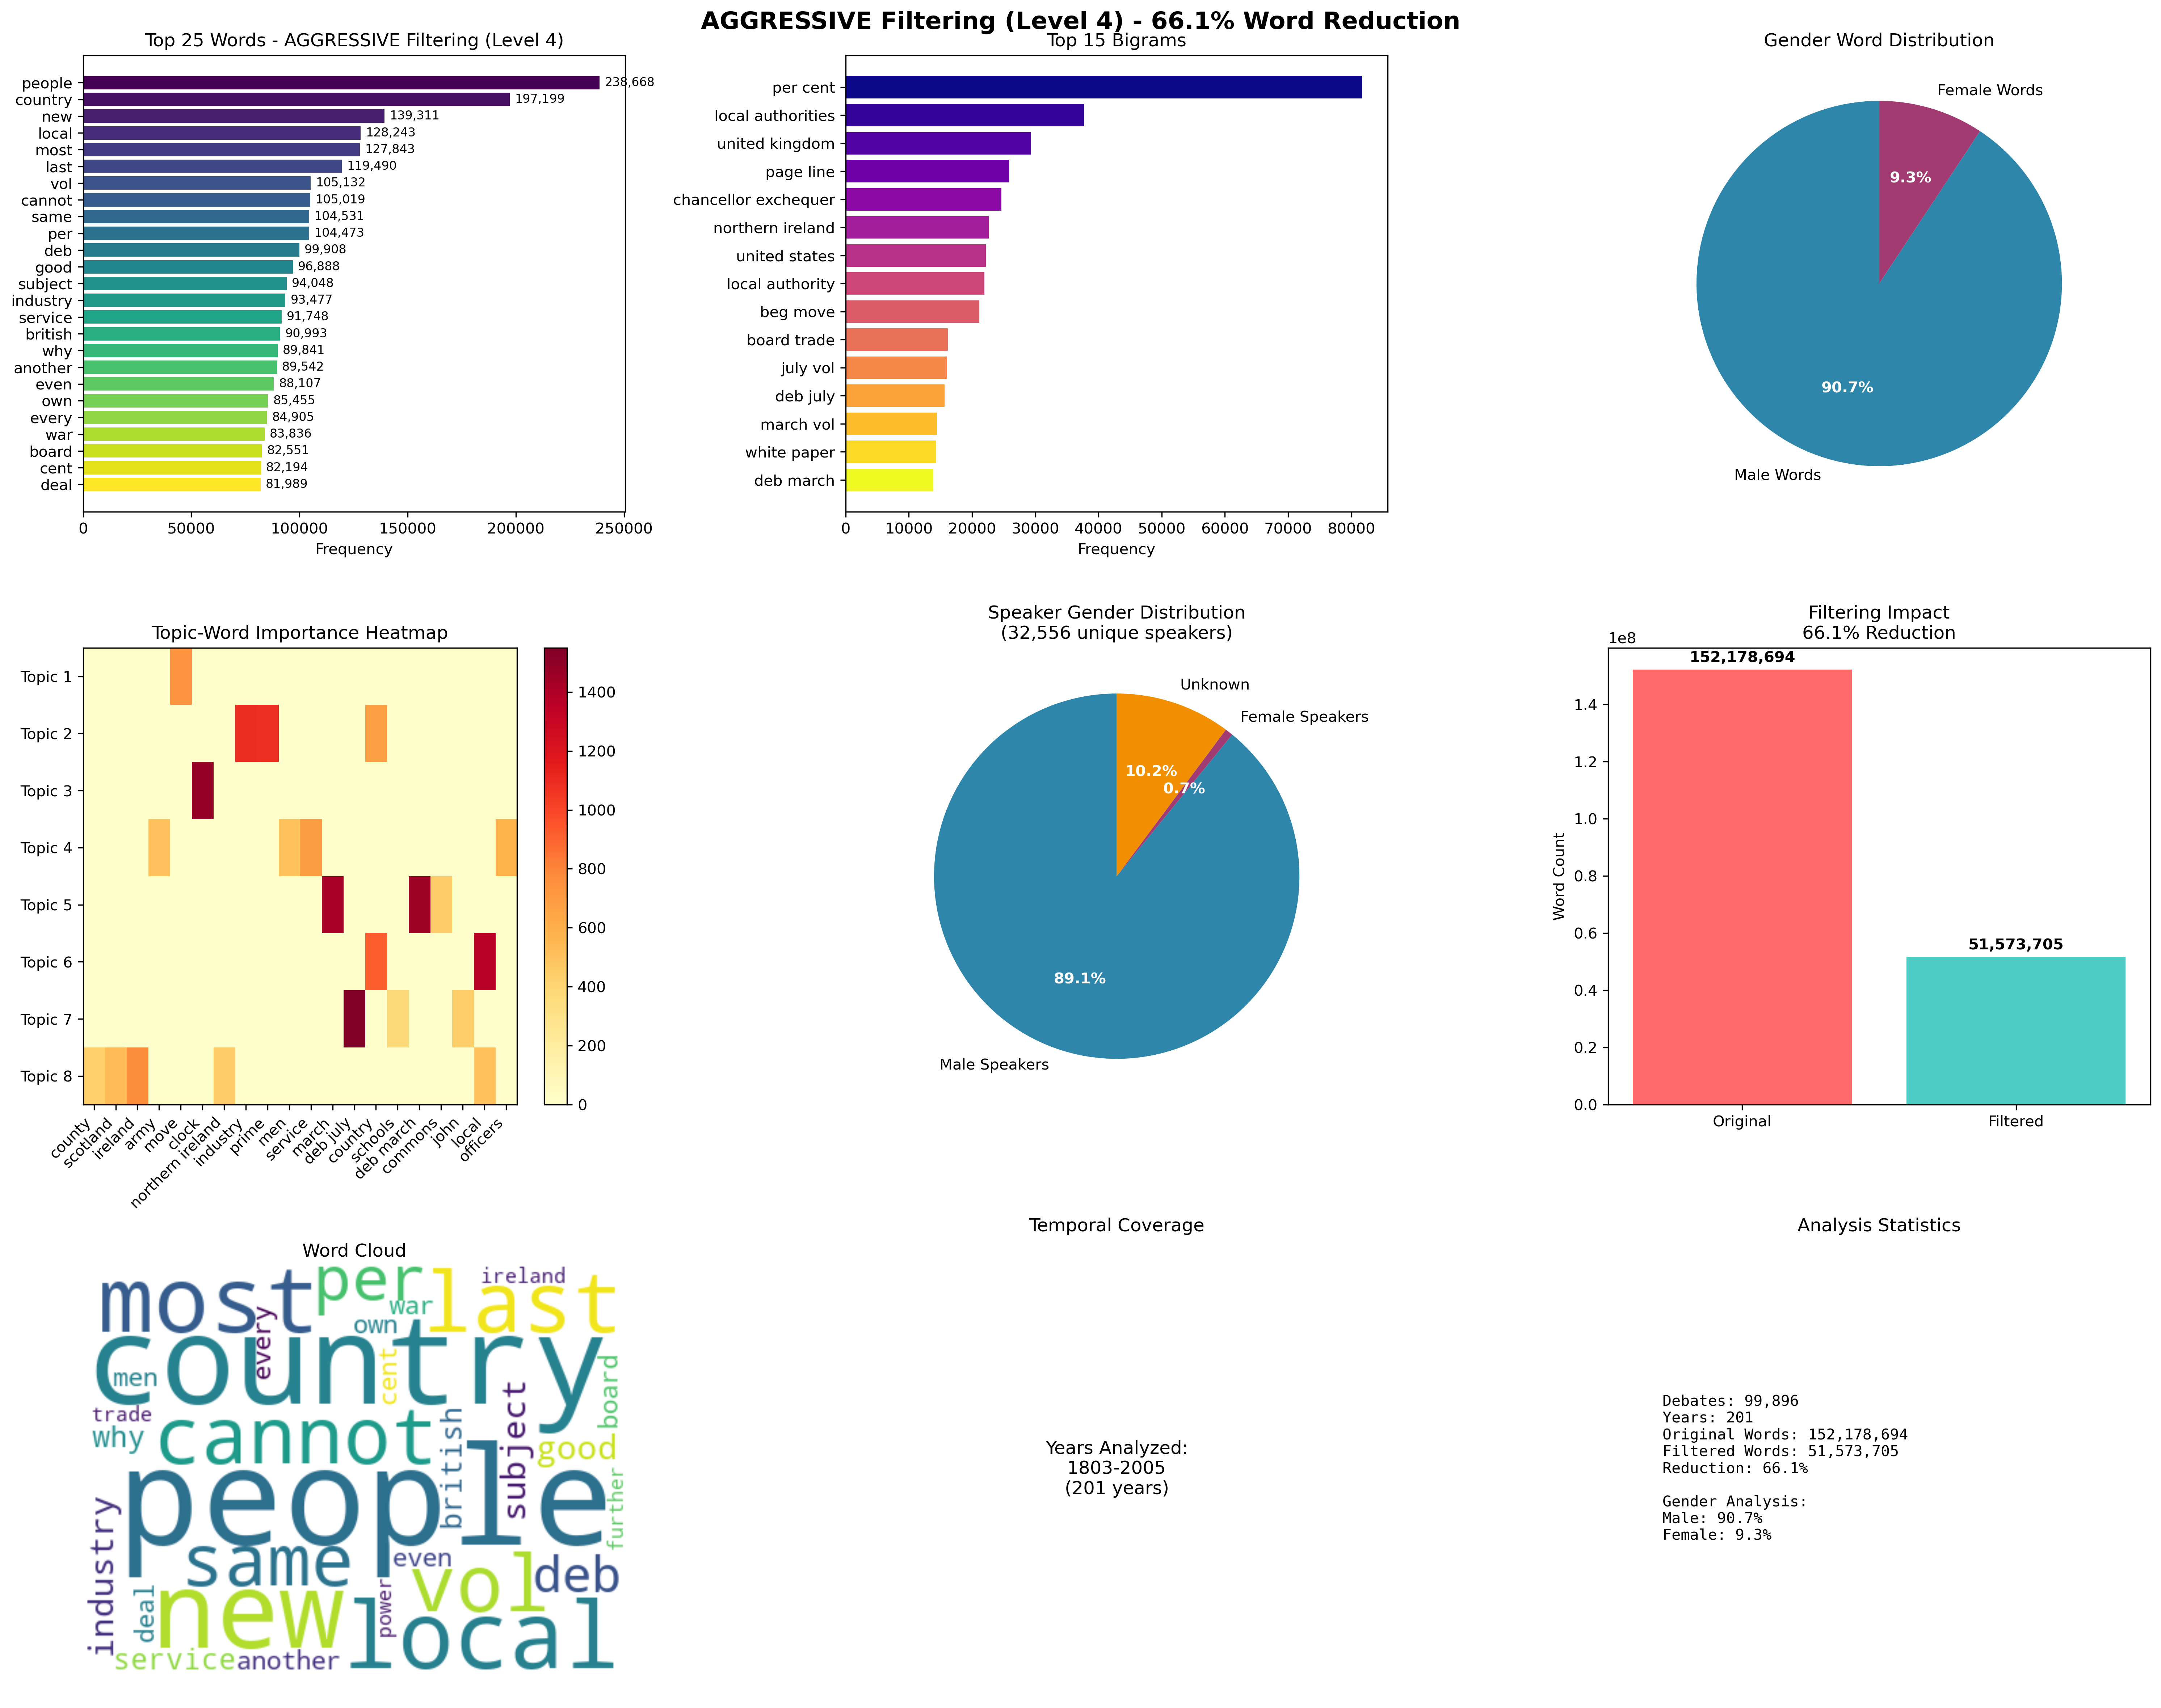 AGGRESSIVE Filtering (Level 4) - 66.1% Word Reduction
Top 25 Words - AGGRESSIVE Filtering (Level 4)
people
238,668
country
197,199
new
139,311
local
128,243
most
127,843
last
119,490
vol
105,132
cannot
105,019
same
104,531
per
104,473
deb
99,908
good
96,888
subject
94,048
industry
93,477
service
91,748
british
90,993
why
89,841
another
89,542
even
88,107
own
85,455
every
84,905
war
83,836
board
82,551
cent
82,194
deal
81,989
0 50000 100000 150000 200000 250000
Frequency
Top 15 Bigrams
per cent
local authorities
united kingdom
page line
chancellor exchequer
northern ireland
united states
local authority
beg move
board trade
july vol
deb july
march vol
white paper
deb march
0 10000 20000 30000 40000 50000 60000 70000 80000
Frequency
Gender Word Distribution
Female Words
9.3%
90.7%
Male Words
Topic-Word Importance Heatmap
Topic 1
Topic 2
Topic 3
Topic 4
Topic 5
Topic 6
Topic 7
Topic 8
county
scotland
ireland
army
move
clock
northern ireland
industry
prime
men
service
march
deb july
country
schools
deb march
commons
john
local
officers
1400
1200
1000
800
600
400
200
0
Speaker Gender Distribution
(32,556 unique speakers)
Unknown
Female Speakers
10.2%
0.7%
89.1%
Male Speakers
Filtering Impact
66.1% Reduction
1e8
152,178,694
51,573,705
1.4
1.2
1.0
0.8
0.6
0.4
0.2
0.0
Word Count
Original Filtered
Word Cloud
most
per
last
ireland
war
own
every
country
men
cent
board
trade
why
cannot
british
subject
good
people
further
industry
same
even
vol
deb
deal
new
power
local
service
another
Temporal Coverage
Years Analyzed:
1803-2005
(201 years)
Analysis Statistics
Debates: 99,896
Years: 201
Original Words: 152,178,694
Filtered Words: 51,573,705
Reduction: 66.1%
Gender Analysis:
Male: 90.7%
Female: 9.3%